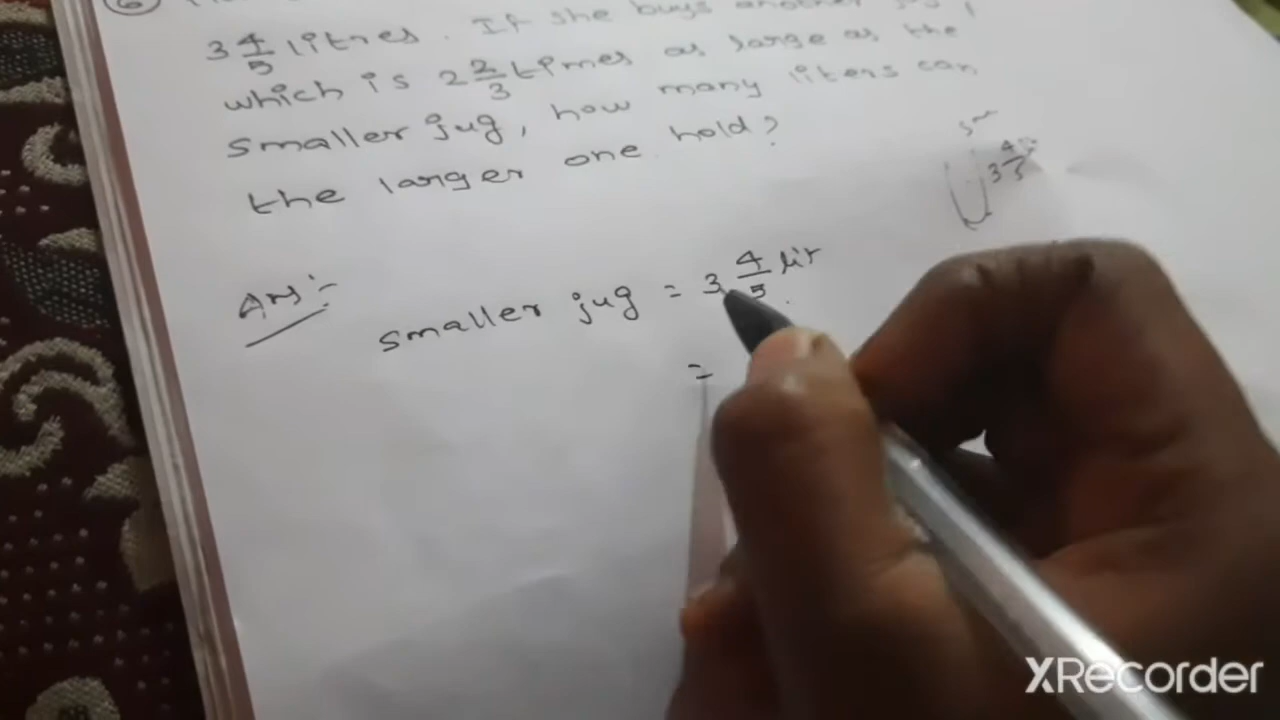 6
3 4/5 litres. If she buys another jug,
which is 2 2/3 times as large as the
smaller jug, how many liters can
the larger one hold?
3 4/5
Ans:-
smaller jug = 3 4/5 lit
=
XRecorder